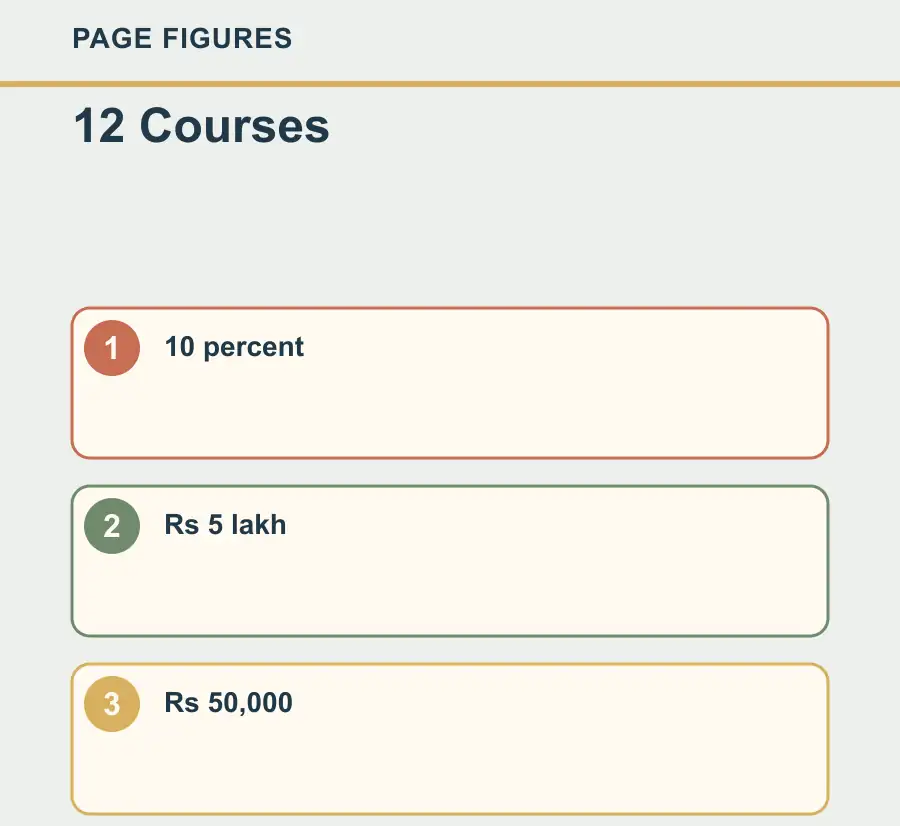 PAGE FIGURES
12 Courses
1 10 percent
2 Rs 5 lakh
3 Rs 50,000